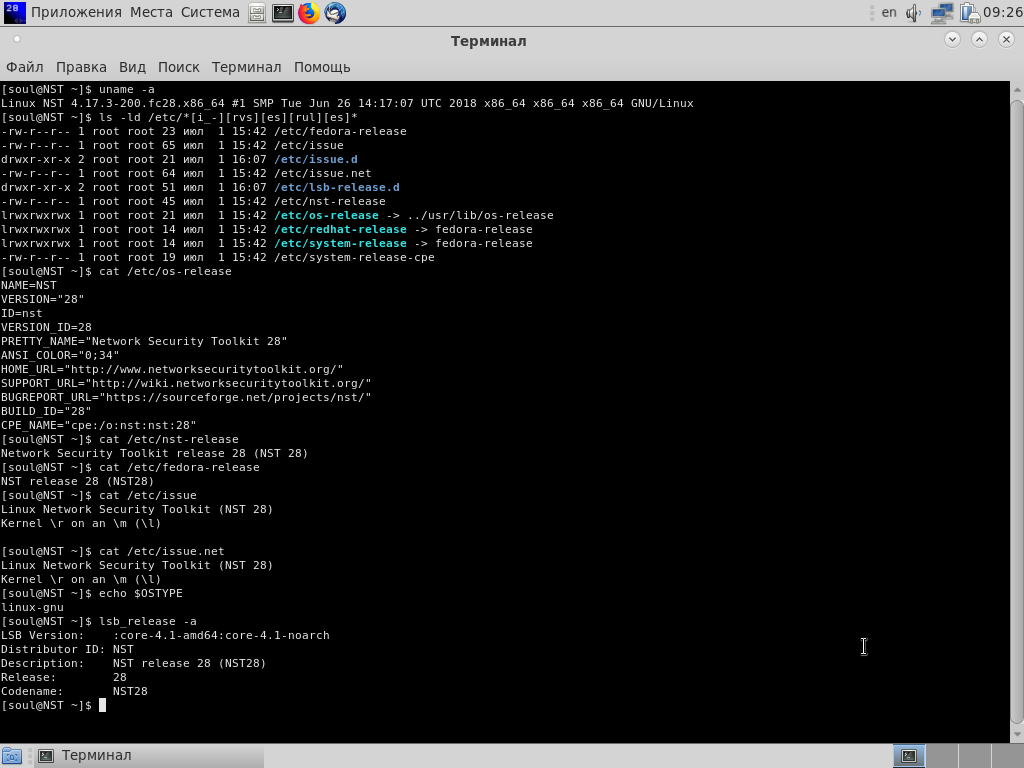 28 Приложения Места Система en 09:26
Терминал
Файл Правка Вид Поиск Терминал Помощь
[soul@NST ~]$ uname -a
Linux NST 4.17.3-200.fc28.x86_64 #1 SMP Tue Jun 26 14:17:07 UTC 2018 x86_64 x86_64 x86_64 GNU/Linux
[soul@NST ~]$ ls -ld /etc/*[i_-][rvs][es][rul][es]*
-rw-r--r-- 1 root root 23 июл  1 15:42 /etc/fedora-release
-rw-r--r-- 1 root root 65 июл  1 15:42 /etc/issue
drwxr-xr-x 2 root root 21 июл  1 16:07 /etc/issue.d
-rw-r--r-- 1 root root 64 июл  1 15:42 /etc/issue.net
drwxr-xr-x 2 root root 51 июл  1 16:07 /etc/lsb-release.d
-rw-r--r-- 1 root root 45 июл  1 15:42 /etc/nst-release
lrwxrwxrwx 1 root root 21 июл  1 15:42 /etc/os-release -> ../usr/lib/os-release
lrwxrwxrwx 1 root root 14 июл  1 15:42 /etc/redhat-release -> fedora-release
lrwxrwxrwx 1 root root 14 июл  1 15:42 /etc/system-release -> fedora-release
-rw-r--r-- 1 root root 19 июл  1 15:42 /etc/system-release-cpe
[soul@NST ~]$ cat /etc/os-release
NAME=NST
VERSION="28"
ID=nst
VERSION_ID=28
PRETTY_NAME="Network Security Toolkit 28"
ANSI_COLOR="0;34"
HOME_URL="http://www.networksecuritytoolkit.org/"
SUPPORT_URL="http://wiki.networksecuritytoolkit.org/"
BUGREPORT_URL="https://sourceforge.net/projects/nst/"
BUILD_ID="28"
CPE_NAME="cpe:/o:nst:nst:28"
[soul@NST ~]$ cat /etc/nst-release
Network Security Toolkit release 28 (NST 28)
[soul@NST ~]$ cat /etc/fedora-release
NST release 28 (NST28)
[soul@NST ~]$ cat /etc/issue
Linux Network Security Toolkit (NST 28)
Kernel \r on an \m (\l)
[soul@NST ~]$ cat /etc/issue.net
Linux Network Security Toolkit (NST 28)
Kernel \r on an \m (\l)
[soul@NST ~]$ echo $OSTYPE
linux-gnu
[soul@NST ~]$ lsb_release -a
LSB Version:    :core-4.1-amd64:core-4.1-noarch
Distributor ID: NST
Description:    NST release 28 (NST28)
Release:        28
Codename:       NST28
[soul@NST ~]$
Терминал